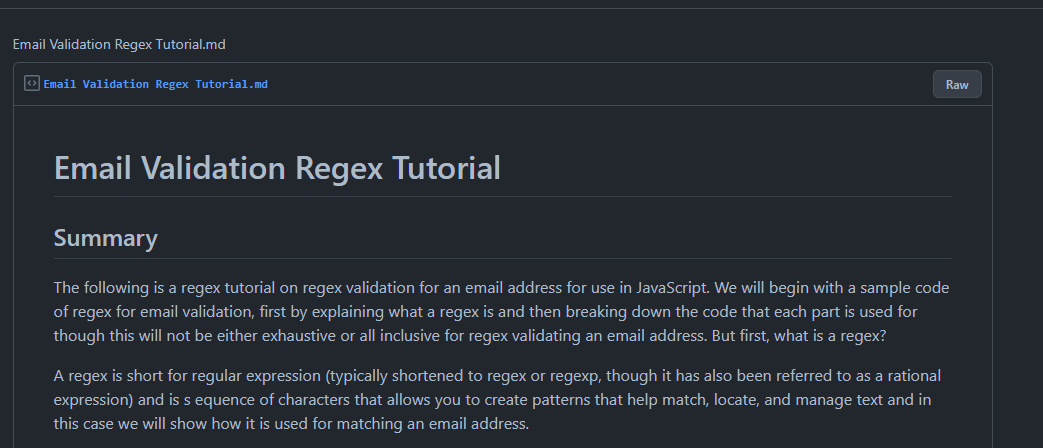 Email Validation Regex Tutorial.md
Email Validation Regex Tutorial.md
Raw
Email Validation Regex Tutorial
Summary
The following is a regex tutorial on regex validation for an email address for use in JavaScript. We will begin with a sample code
of regex for email validation, first by explaining what a regex is and then breaking down the code that each part is used for
though this will not be either exhaustive or all inclusive for regex validating an email address. But first, what is a regex?
A regex is short for regular expression (typically shortened to regex or regexp, though it has also been referred to as a rational
expression) and is s equence of characters that allows you to create patterns that help match, locate, and manage text and in
this case we will show how it is used for matching an email address.